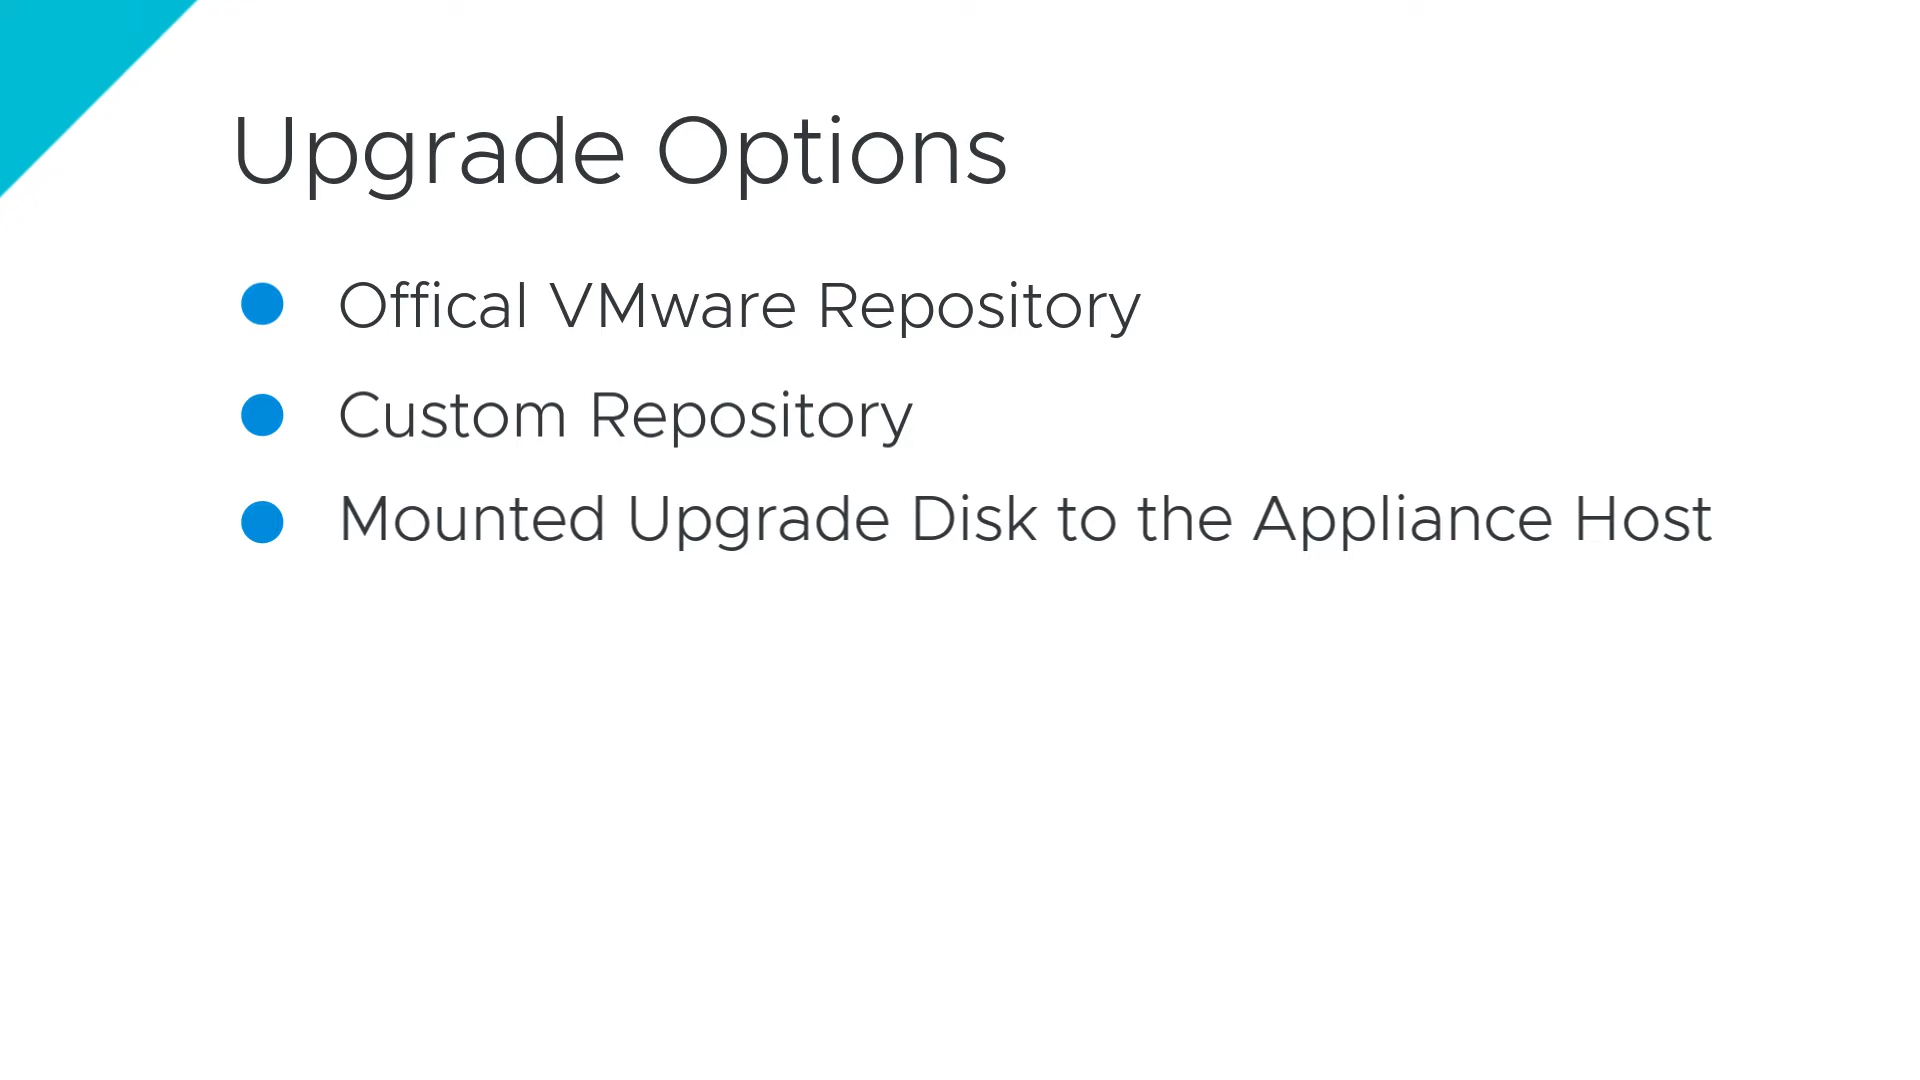 Upgrade Options
Offical VMware Repository
Custom Repository
Mounted Upgrade Disk to the Appliance Host